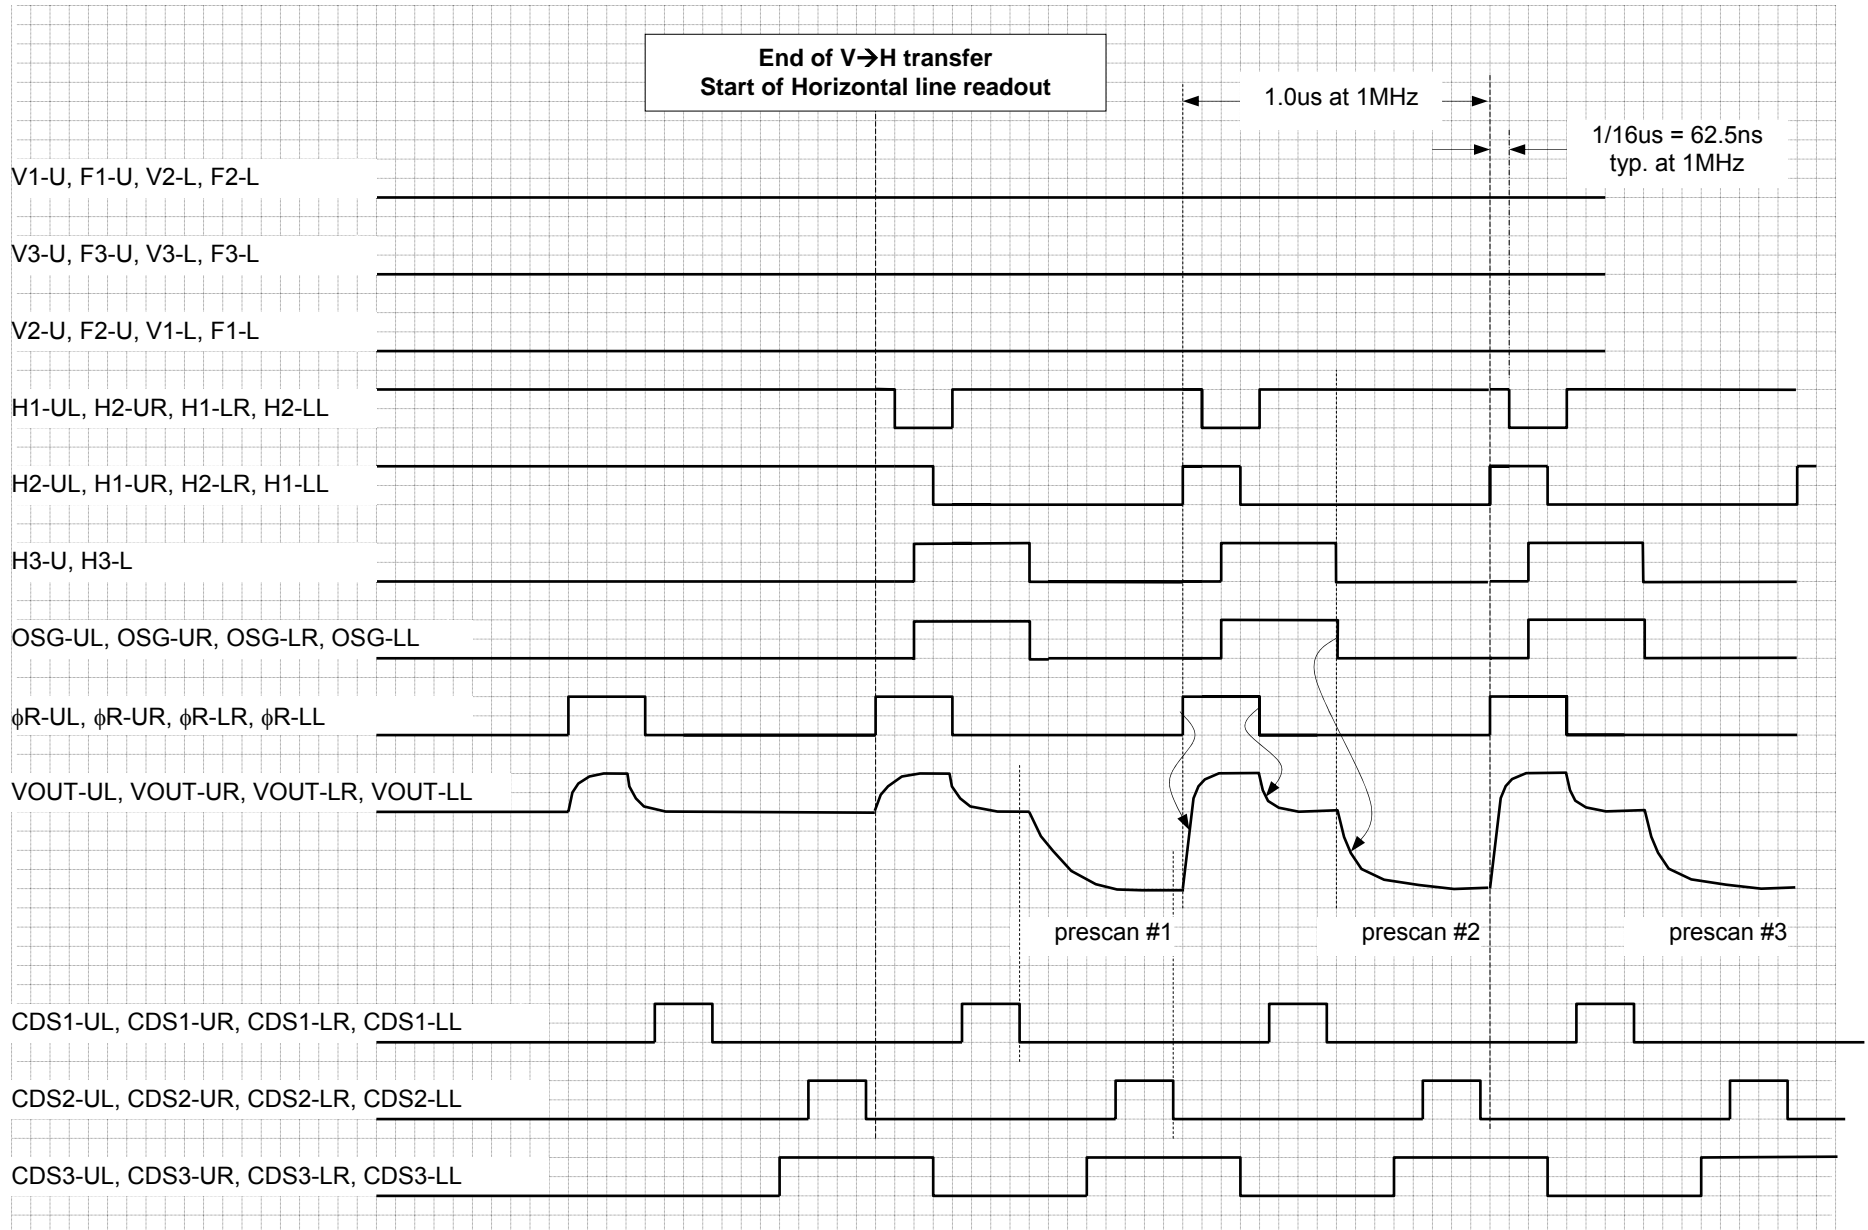 End of V→H transfer
Start of Horizontal line readout
1.0us at 1MHz
1/16us = 62.5ns
typ. at 1MHz
V1-U, F1-U, V2-L, F2-L
V3-U, F3-U, V3-L, F3-L
V2-U, F2-U, V1-L, F1-L
H1-UL, H2-UR, H1-LR, H2-LL
H2-UL, H1-UR, H2-LR, H1-LL
H3-U, H3-L
OSG-UL, OSG-UR, OSG-LR, OSG-LL
ϕR-UL, ϕR-UR, ϕR-LR, ϕR-LL
VOUT-UL, VOUT-UR, VOUT-LR, VOUT-LL
prescan #1
prescan #2
prescan #3
CDS1-UL, CDS1-UR, CDS1-LR, CDS1-LL
CDS2-UL, CDS2-UR, CDS2-LR, CDS2-LL
CDS3-UL, CDS3-UR, CDS3-LR, CDS3-LL